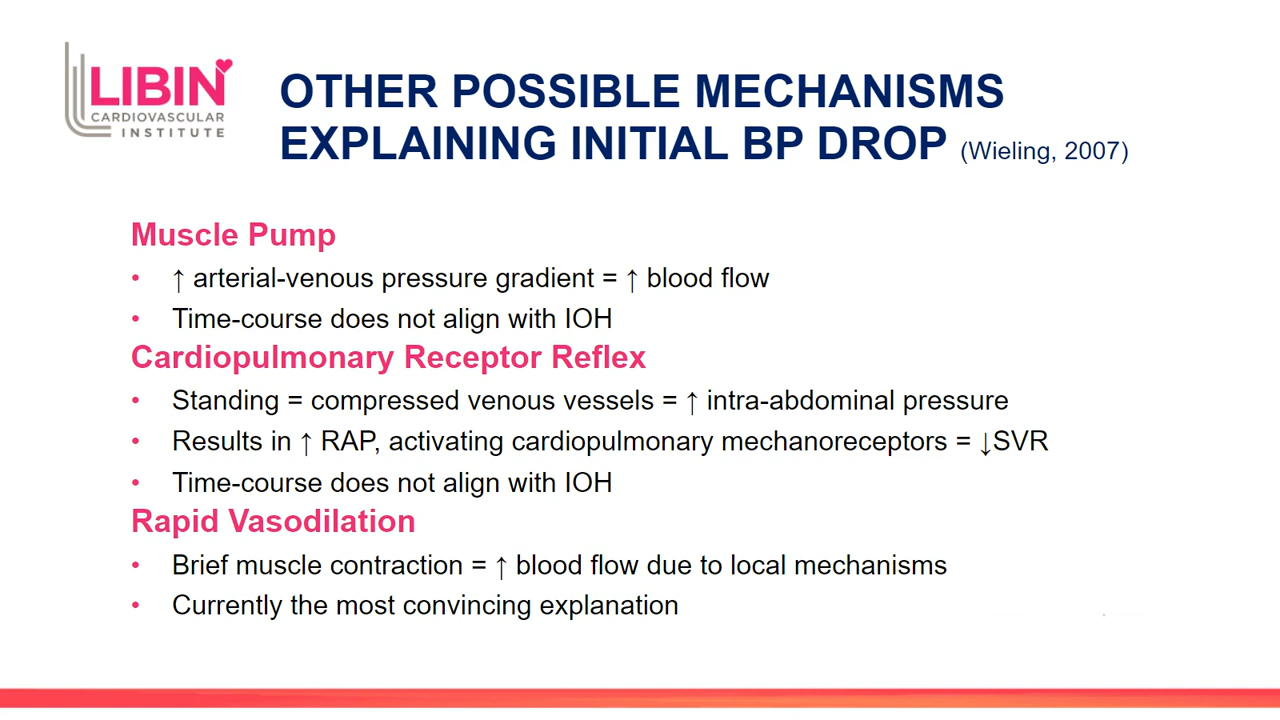 LIBIN
CARDIOVASCULAR
INSTITUTE
OTHER POSSIBLE MECHANISMS
EXPLAINING INITIAL BP DROP (Wieling, 2007)
Muscle Pump
• ↑ arterial-venous pressure gradient = ↑ blood flow
• Time-course does not align with IOH
Cardiopulmonary Receptor Reflex
• Standing = compressed venous vessels = ↑ intra-abdominal pressure
• Results in ↑ RAP, activating cardiopulmonary mechanoreceptors = ↓SVR
• Time-course does not align with IOH
Rapid Vasodilation
• Brief muscle contraction = ↑ blood flow due to local mechanisms
• Currently the most convincing explanation